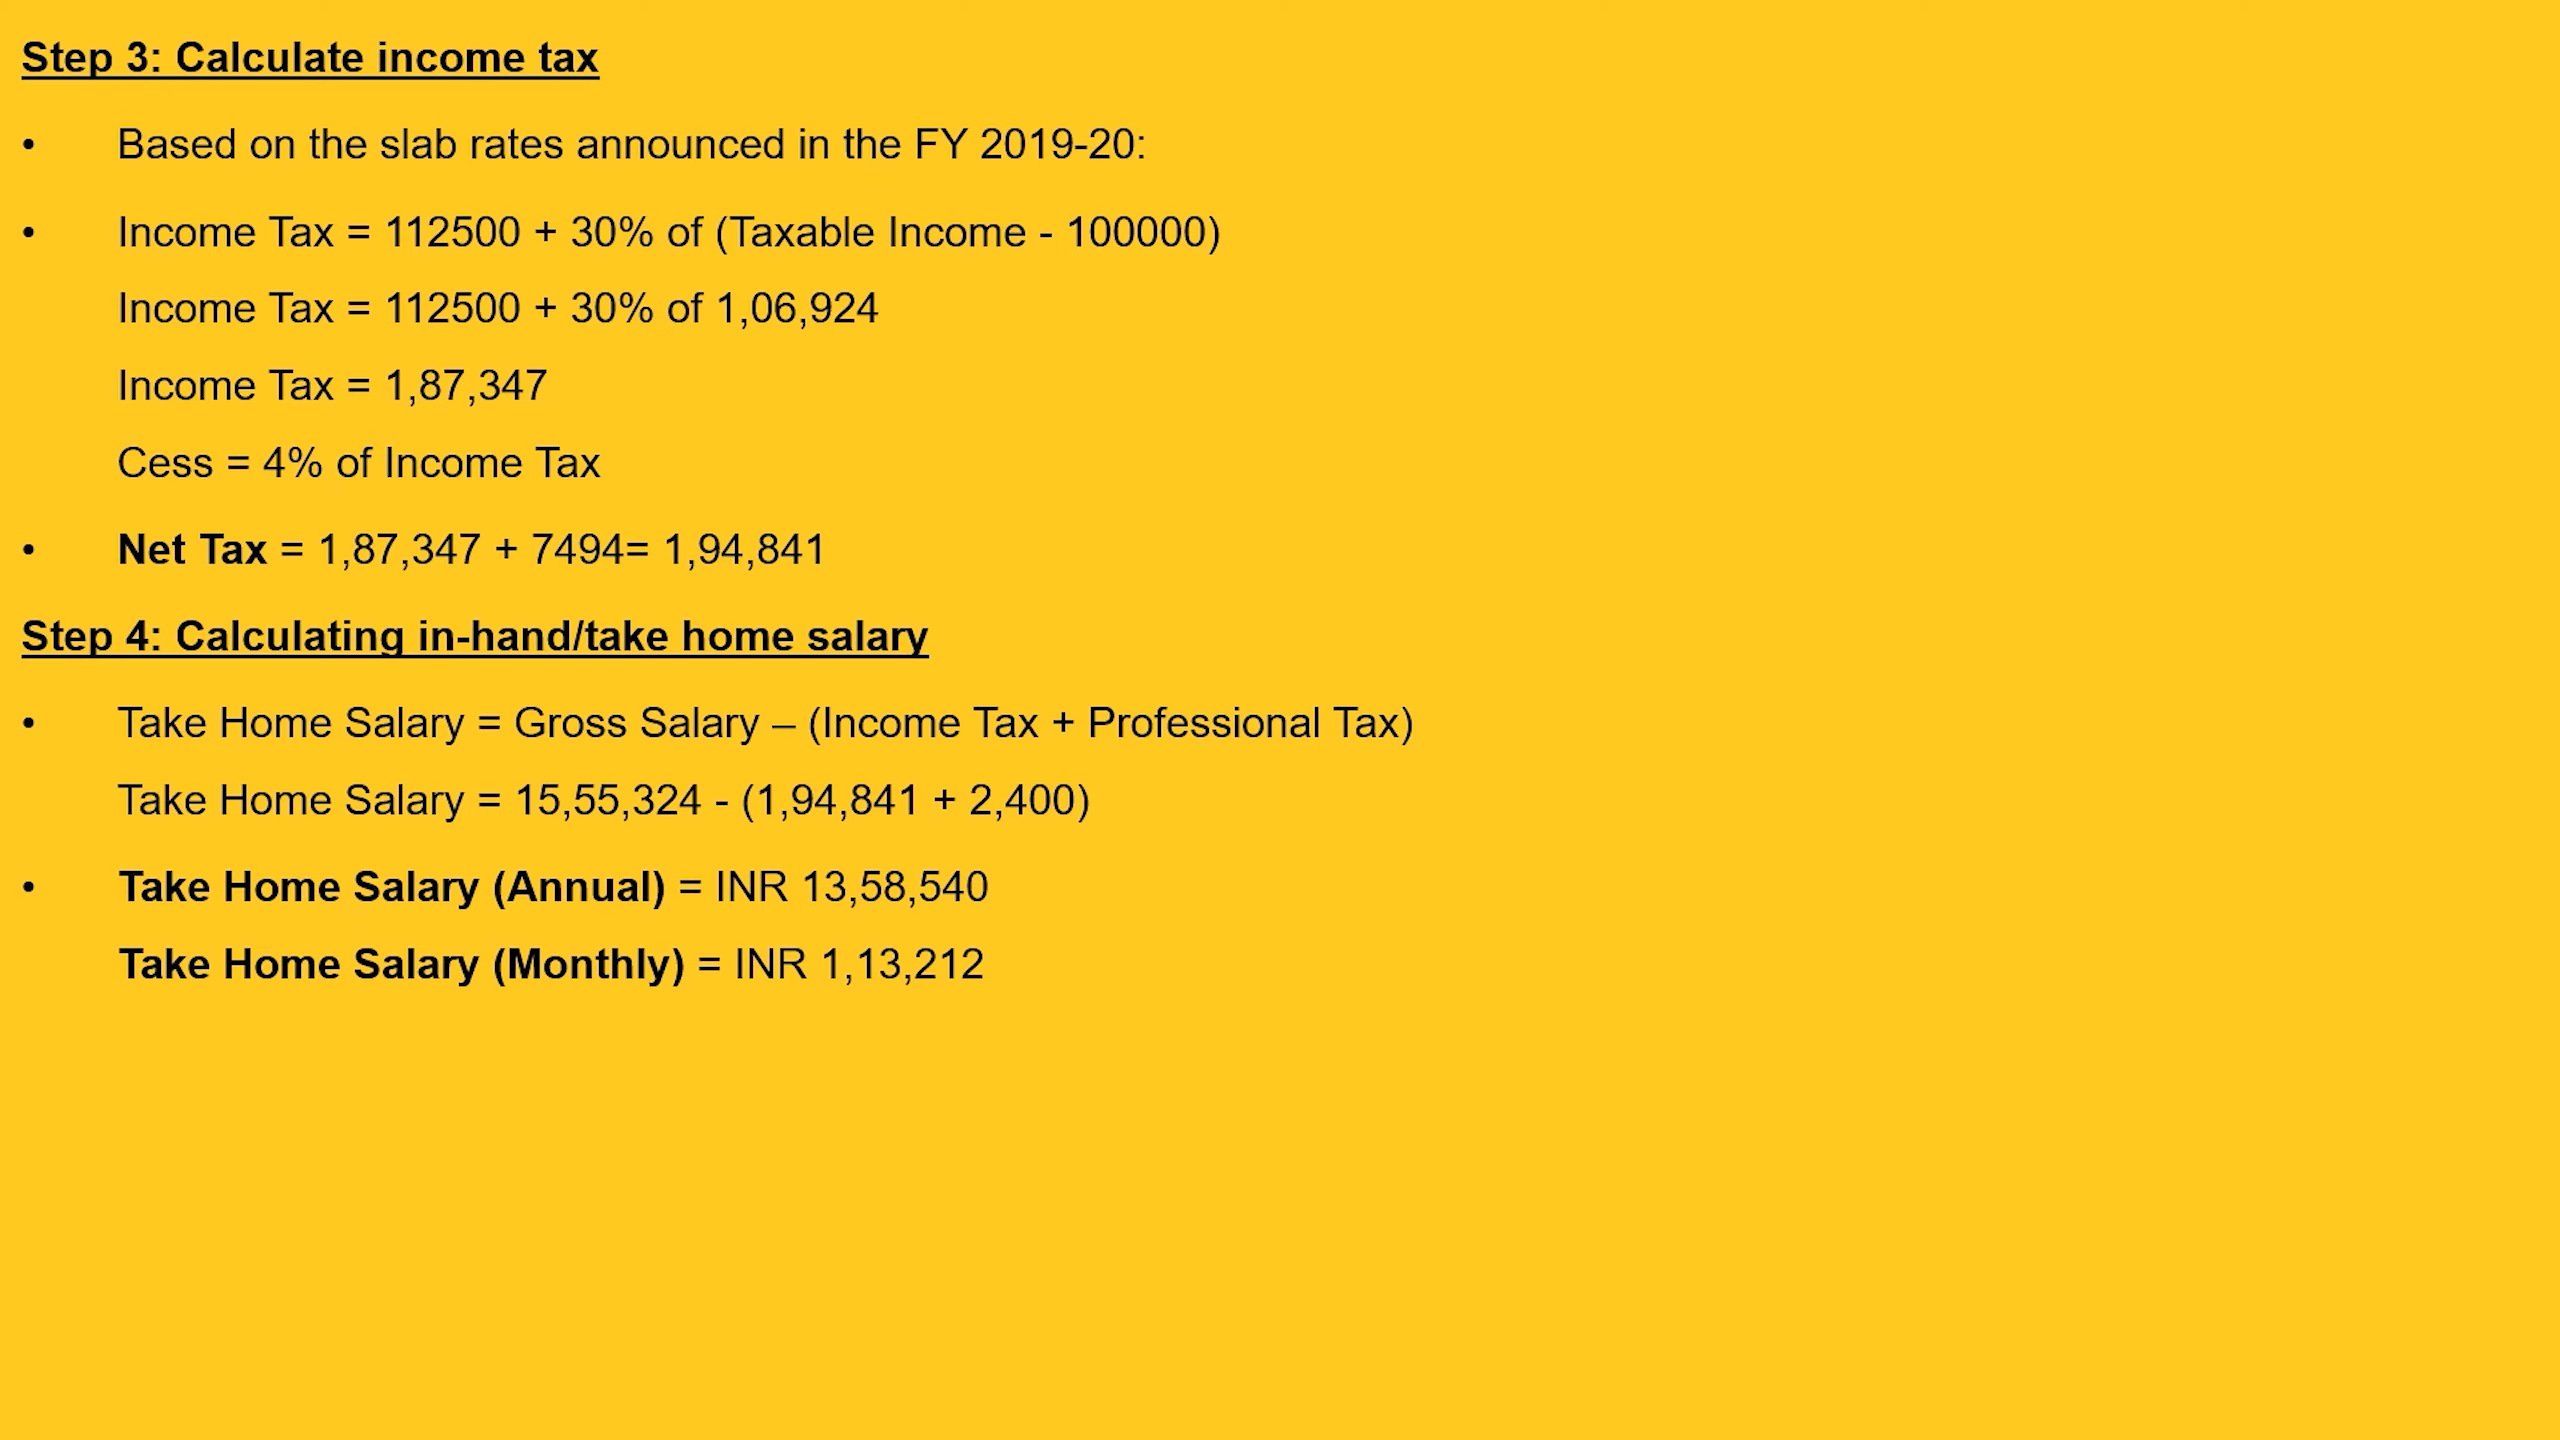 Step 3: Calculate income tax
• Based on the slab rates announced in the FY 2019-20:
• Income Tax = 112500 + 30% of (Taxable Income - 100000)
Income Tax = 112500 + 30% of 1,06,924
Income Tax = 1,87,347
Cess = 4% of Income Tax
• Net Tax = 1,87,347 + 7494= 1,94,841
Step 4: Calculating in-hand/take home salary
• Take Home Salary = Gross Salary – (Income Tax + Professional Tax)
Take Home Salary = 15,55,324 - (1,94,841 + 2,400)
• Take Home Salary (Annual) = INR 13,58,540
Take Home Salary (Monthly) = INR 1,13,212